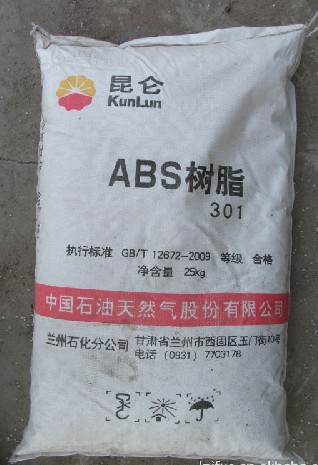 昆仑
KunLun
ABS树脂
301
执行标准 GB/T 12672-2009 等级 合格
净含量 25kg
中国石油天然气股份有限公司
兰州石化分公司 甘肃省兰州市西固区玉门街10号
电话 (0931) 7703178